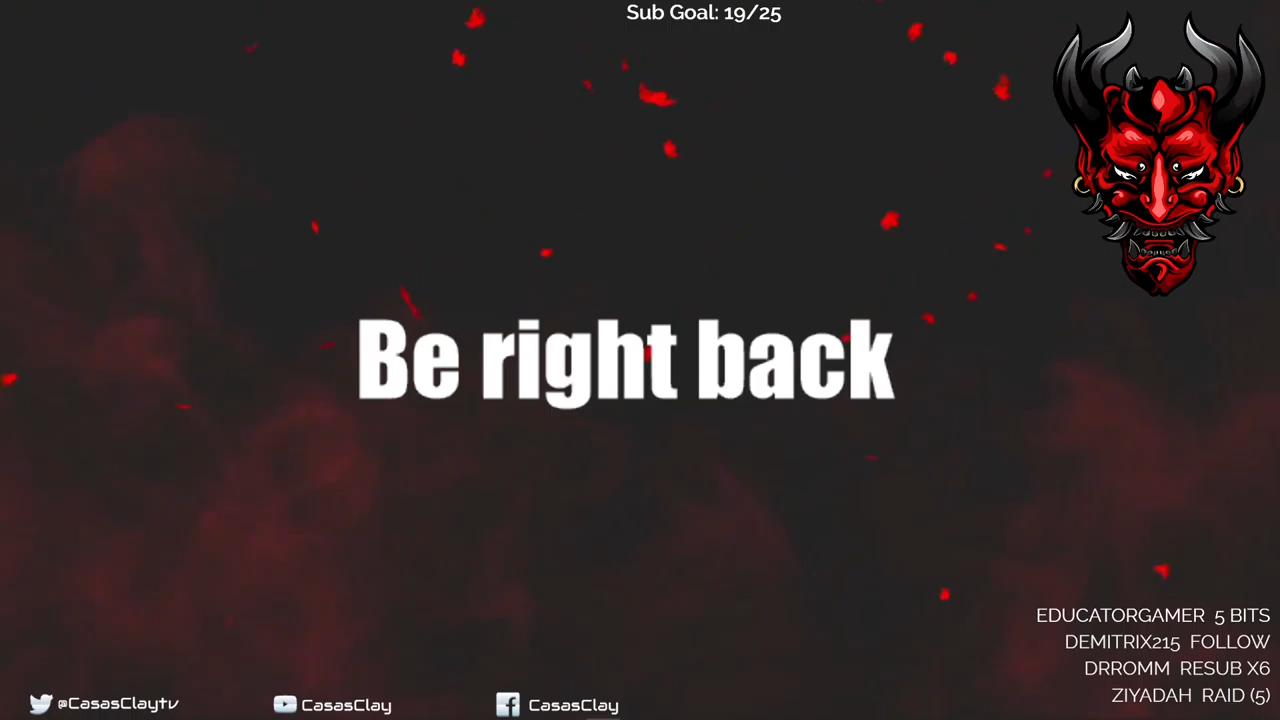 Sub Goal: 19/25
Be right back
EDUCATORGAMER 5 BITS
DEMITRIX215 FOLLOW
DRROMM RESUB X6
ZIYADAH RAID (5)
@CasasClaytv CasasClay CasasClay